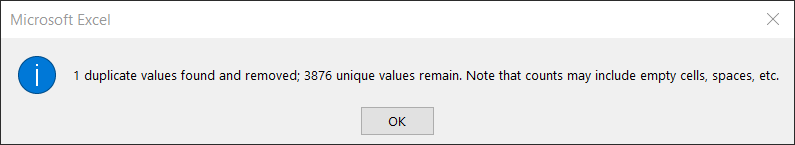 Microsoft Excel
1 duplicate values found and removed; 3876 unique values remain. Note that counts may include empty cells, spaces, etc.
OK